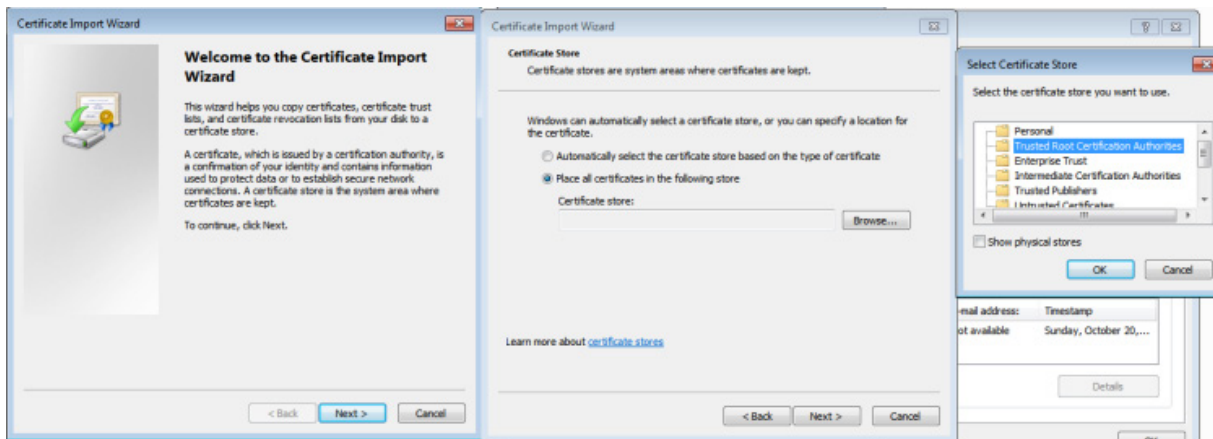 Certificate Import Wizard
Welcome to the Certificate Import
Wizard
This wizard helps you copy certificates, certificate trust
lists, and certificate revocation lists from your disk to a
certificate store.
A certificate, which is issued by a certification authority, is
a confirmation of your identity and contains information
used to protect data or to establish secure network
connections. A certificate store is the system area where
certificates are kept.
To continue, click Next.
< Back
Next >
Cancel
Certificate Import Wizard
Certificate Store
Certificate stores are system areas where certificates are kept.
Windows can automatically select a certificate store, or you can specify a location for
the certificate.
Automatically select the certificate store based on the type of certificate
Place all certificates in the following store
Certificate store:
Browse...
Learn more about certificate stores
< Back
Next >
Cancel
Select Certificate Store
Select the certificate store you want to use.
Personal
Trusted Root Certification Authorities
Enterprise Trust
Intermediate Certification Authorities
Trusted Publishers
Untrusted Certificates
Show physical stores
OK
Cancel
-mail address: Timestamp
ot available Sunday, October 20,...
Details